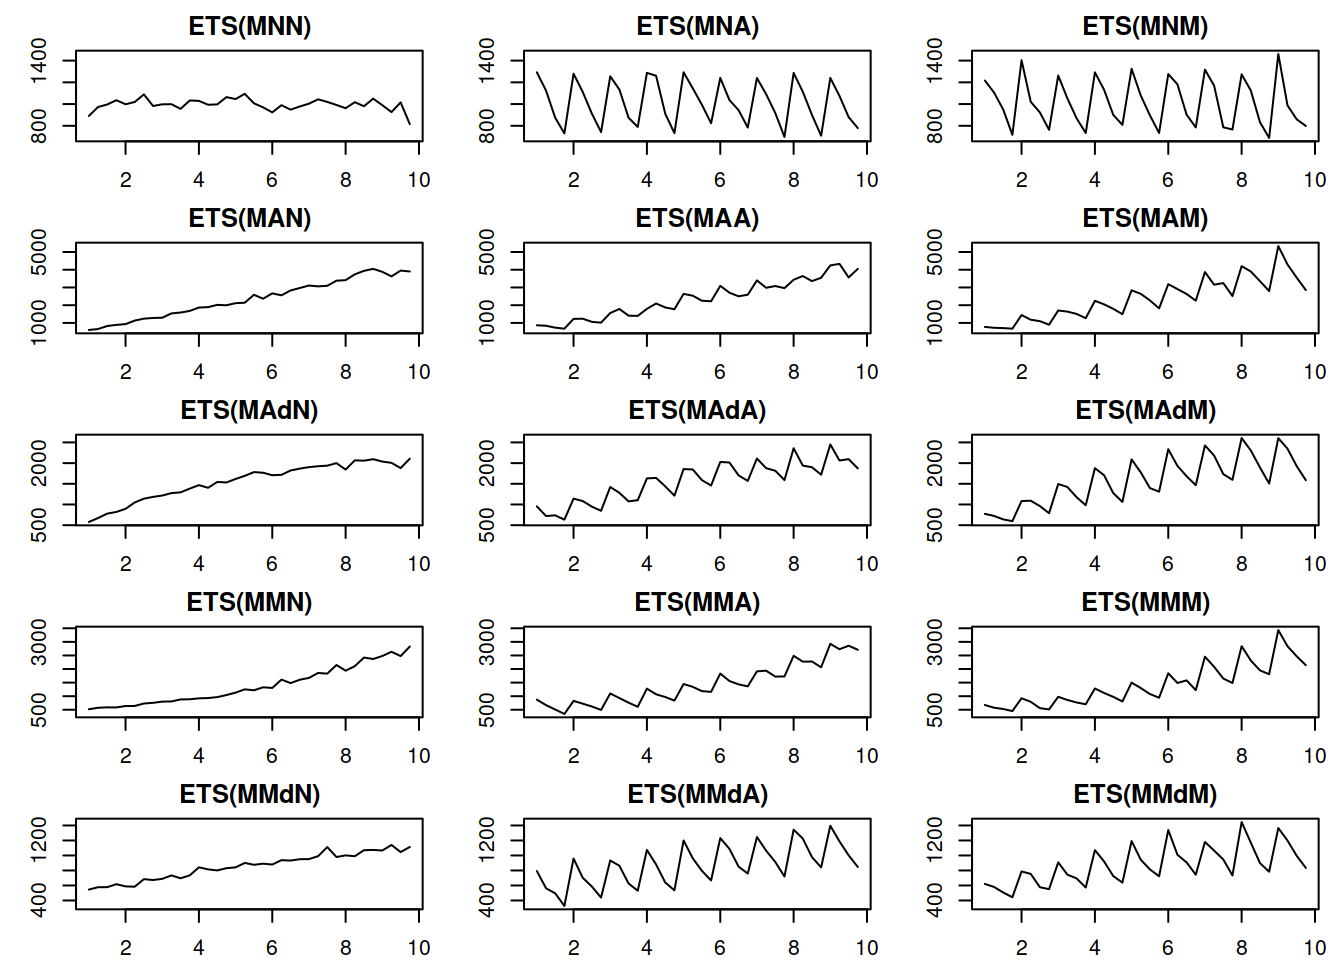 ETS(MNN) ETS(MNA) ETS(MNM)
1400 1400 1400
800 800 800
2 4 6 8 10 2 4 6 8 10 2 4 6 8 10
ETS(MAN) ETS(MAA) ETS(MAM)
5000 5000 5000
1000 1000 1000
2 4 6 8 10 2 4 6 8 10 2 4 6 8 10
ETS(MAdN) ETS(MAdA) ETS(MAdM)
2000 2000 2000
500 500 500
2 4 6 8 10 2 4 6 8 10 2 4 6 8 10
ETS(MMN) ETS(MMA) ETS(MMM)
3000 3000 3000
500 500 500
2 4 6 8 10 2 4 6 8 10 2 4 6 8 10
ETS(MMdN) ETS(MMdA) ETS(MMdM)
1200 1200 1200
400 400 400
2 4 6 8 10 2 4 6 8 10 2 4 6 8 10